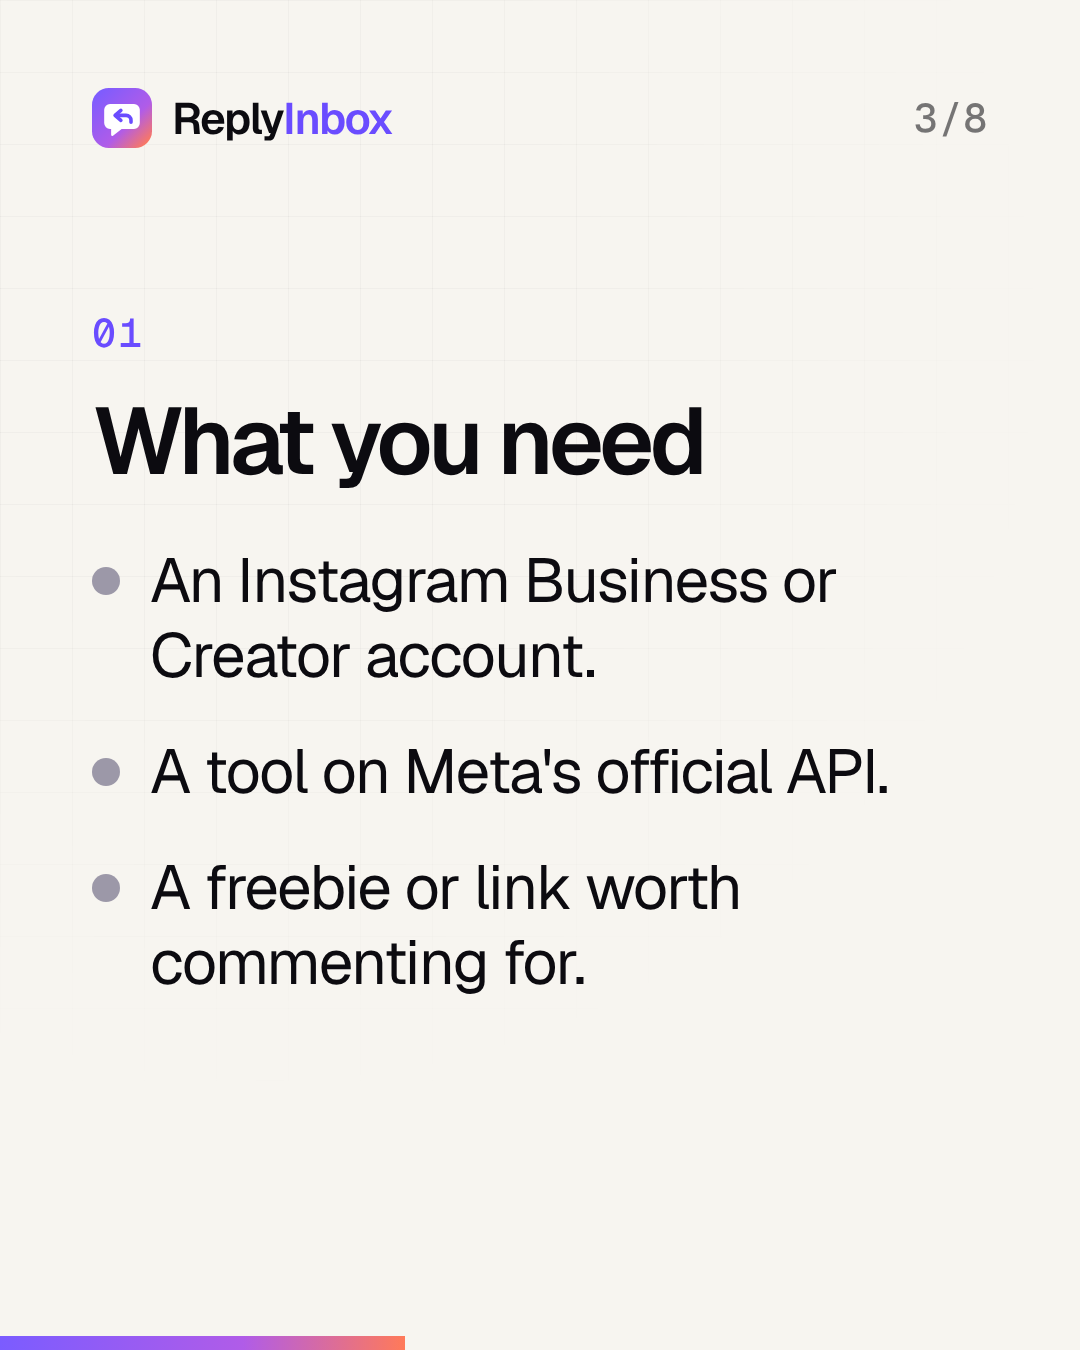 ReplyInbox
3/8
01
What you need
An Instagram Business or
Creator account.
A tool on Meta's official API.
A freebie or link worth
commenting for.